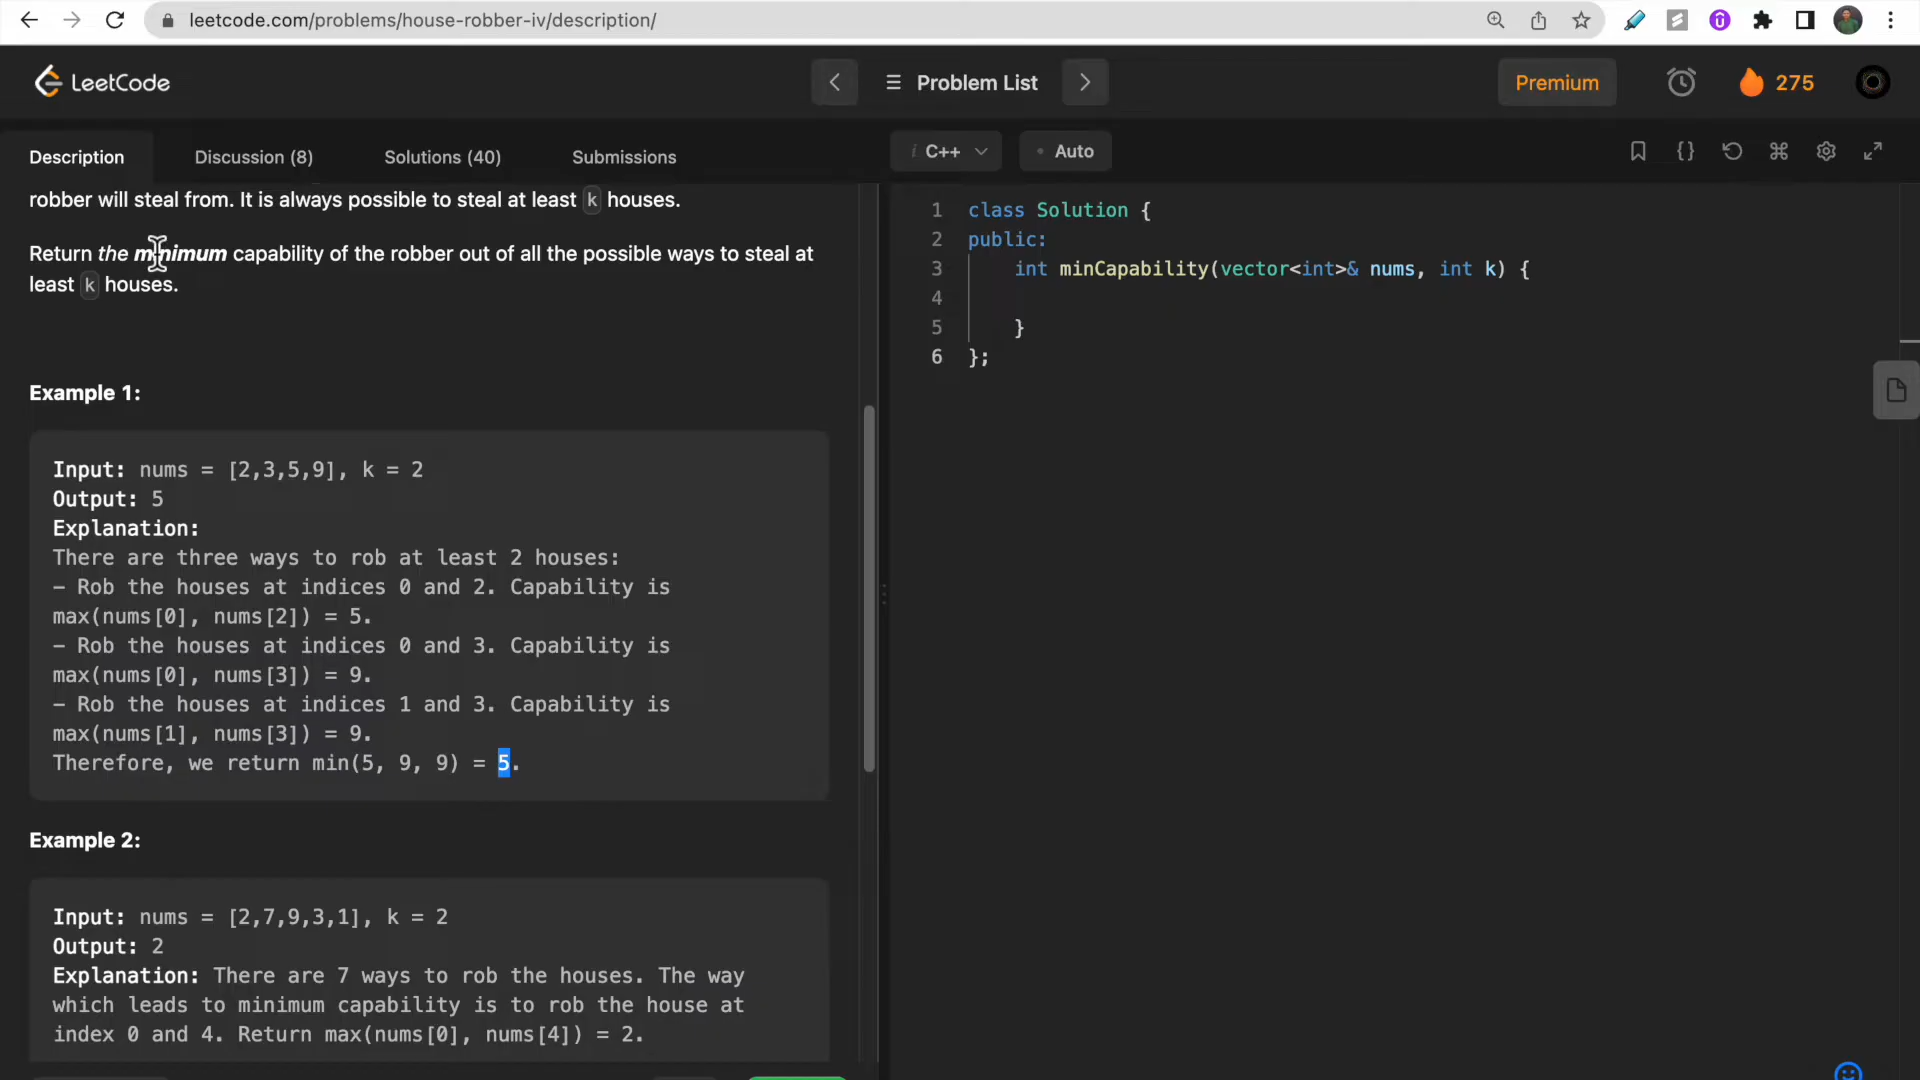 leetcode.com/problems/house-robber-iv/description/
LeetCode
Problem List
Premium
275
Description
Discussion (8)
Solutions (40)
Submissions
i C++
Auto
robber will steal from. It is always possible to steal at least k houses.
Return the minimum capability of the robber out of all the possible ways to steal at
least k houses.
Example 1:
Input: nums = [2,3,5,9], k = 2
Output: 5
Explanation:
There are three ways to rob at least 2 houses:
- Rob the houses at indices 0 and 2. Capability is
max(nums[0], nums[2]) = 5.
- Rob the houses at indices 0 and 3. Capability is
max(nums[0], nums[3]) = 9.
- Rob the houses at indices 1 and 3. Capability is
max(nums[1], nums[3]) = 9.
Therefore, we return min(5, 9, 9) = 5.
Example 2:
Input: nums = [2,7,9,3,1], k = 2
Output: 2
Explanation: There are 7 ways to rob the houses. The way
which leads to minimum capability is to rob the house at
index 0 and 4. Return max(nums[0], nums[4]) = 2.
1 class Solution {
2 public:
3 int minCapability(vector<int>& nums, int k) {
4
5 }
6 };